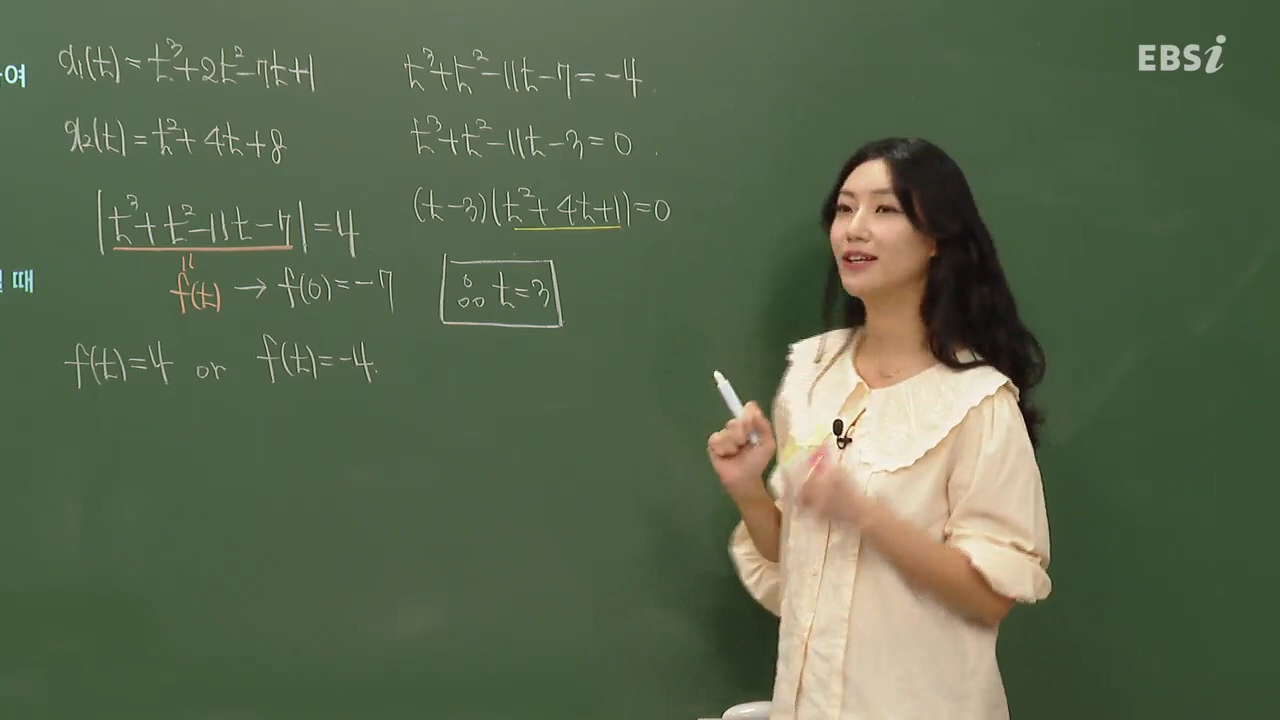 여
x₁(t)=t³+2t²-7t+1
x₂(t)=t²+4t+8
|t³+t²-11t-7|=4
때
f(t) → f(0)=-7
f(t)=4 or f(t)=-4.
t³+t²-11t-7=-4
t³+t²-11t-3=0
(t-3)(t²+4t+1)=0
∴ t=3
EBSi